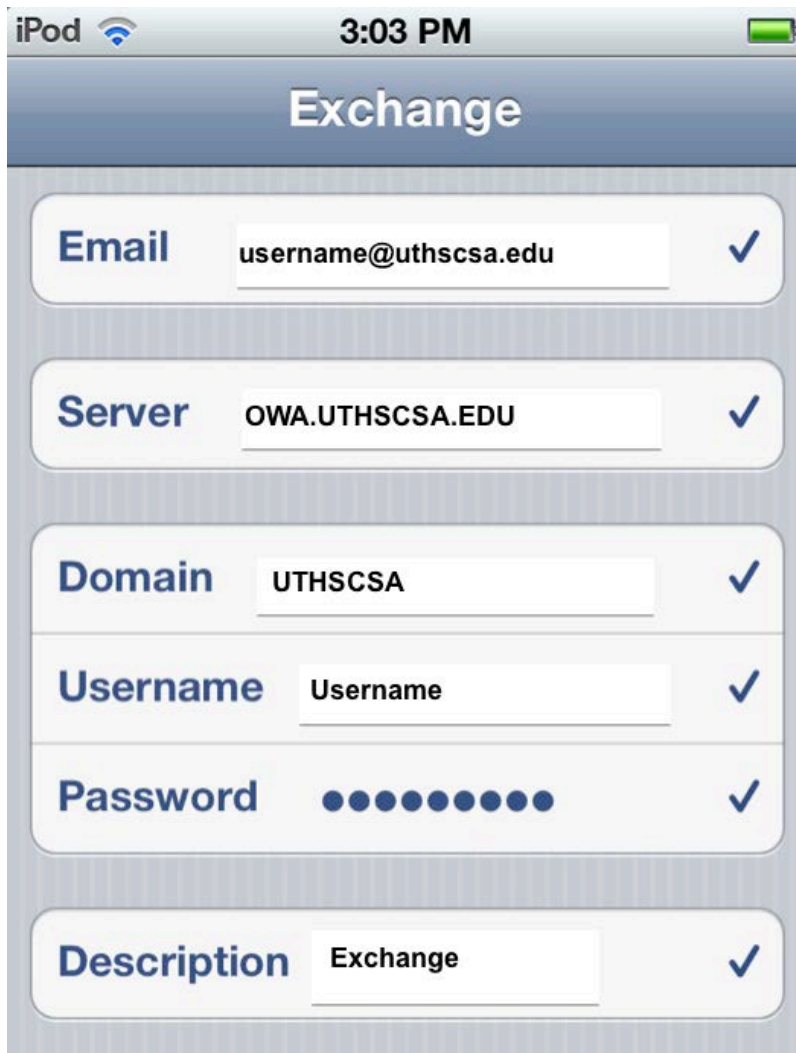 iPod 3:03 PM
Exchange
Email username@uthscsa.edu
Server OWA.UTHSCSA.EDU
Domain UTHSCSA
Username Username
Password ●●●●●●●●●
Description Exchange